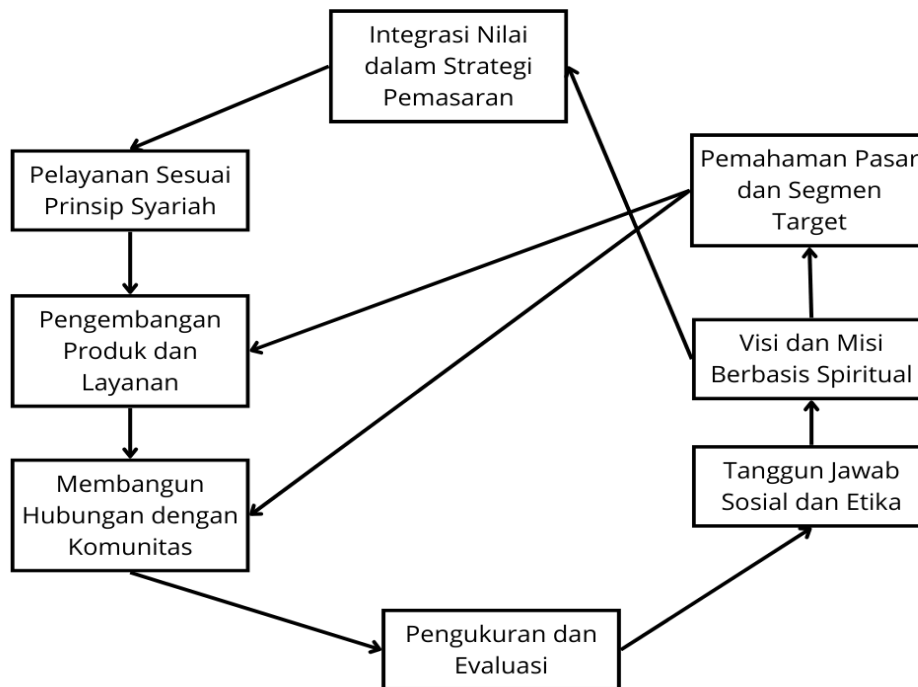 Integrasi Nilai
dalam Strategi
Pemasaran
Pelayanan Sesuai
Prinsip Syariah
Pemahaman Pasar
dan Segmen
Target
Pengembangan
Produk dan
Layanan
Visi dan Misi
Berbasis Spiritual
Membangun
Hubungan dengan
Komunitas
Tanggun Jawab
Sosial dan Etika
Pengukuran dan
Evaluasi